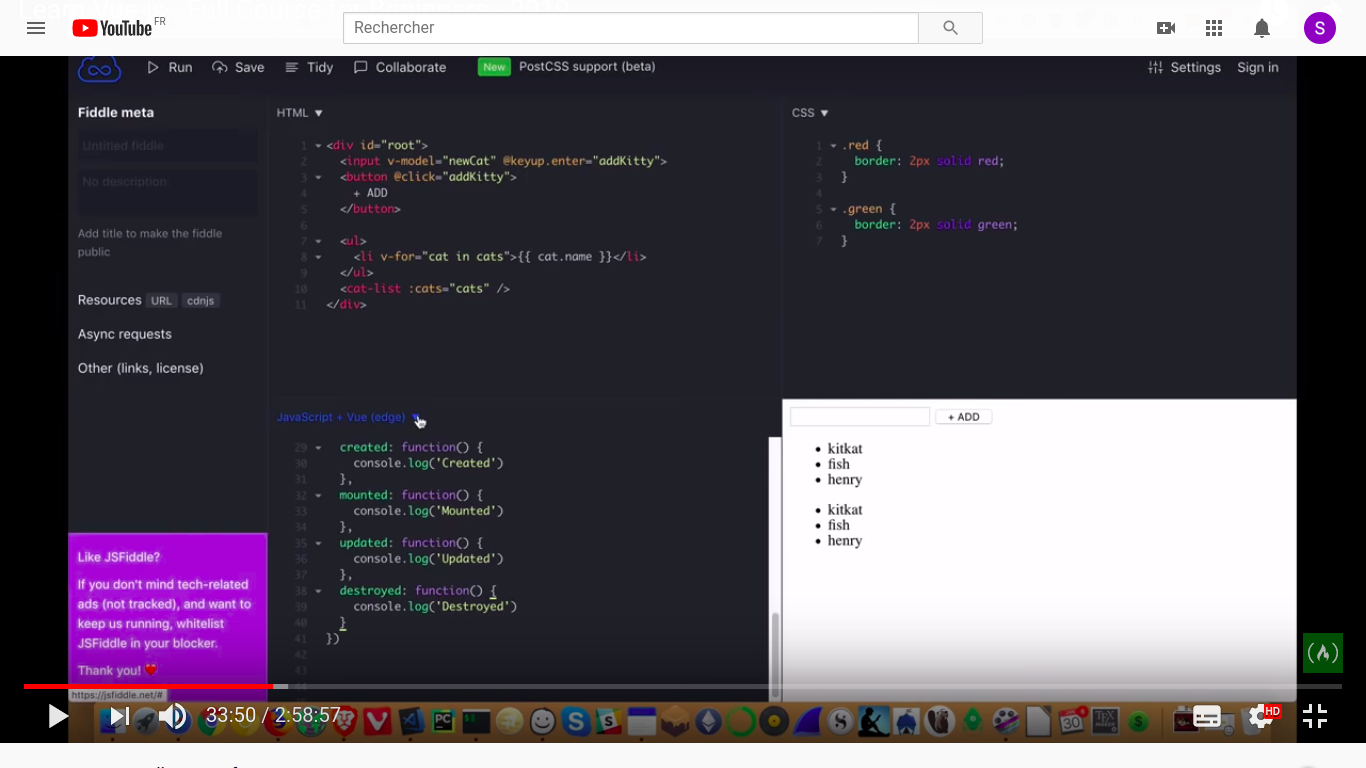 YouTube FR
Rechercher
S
Run Save Tidy Collaborate New PostCSS support (beta) Settings Sign in
Fiddle meta
Untitled fiddle
No description
Add title to make the fiddle
public
Resources URL cdnjs
Async requests
Other (links, license)
HTML
1 <div id="root">
2 <input v-model="newCat" @keyup.enter="addKitty">
3 <button @click="addKitty">
4 + ADD
5 </button>
6
7 <ul>
8 <li v-for="cat in cats">{{ cat.name }}</li>
9 </ul>
10 <cat-list :cats="cats" />
11 </div>
CSS
1 .red {
2 border: 2px solid red;
3 }
4
5 .green {
6 border: 2px solid green;
7 }
JavaScript + Vue (edge)
29 created: function() {
30 console.log('Created')
31 },
32 mounted: function() {
33 console.log('Mounted')
34 },
35 updated: function() {
36 console.log('Updated')
37 },
38 destroyed: function() {
39 console.log('Destroyed')
40 }
41 })
42
43
+ ADD
• kitkat
• fish
• henry
• kitkat
• fish
• henry
Like JSFiddle?
If you don't mind tech-related
ads (not tracked), and want to
keep us running, whitelist
JSFiddle in your blocker.
Thank you!
https://jsfiddle.net/#
33:50 / 2:58:57
HD